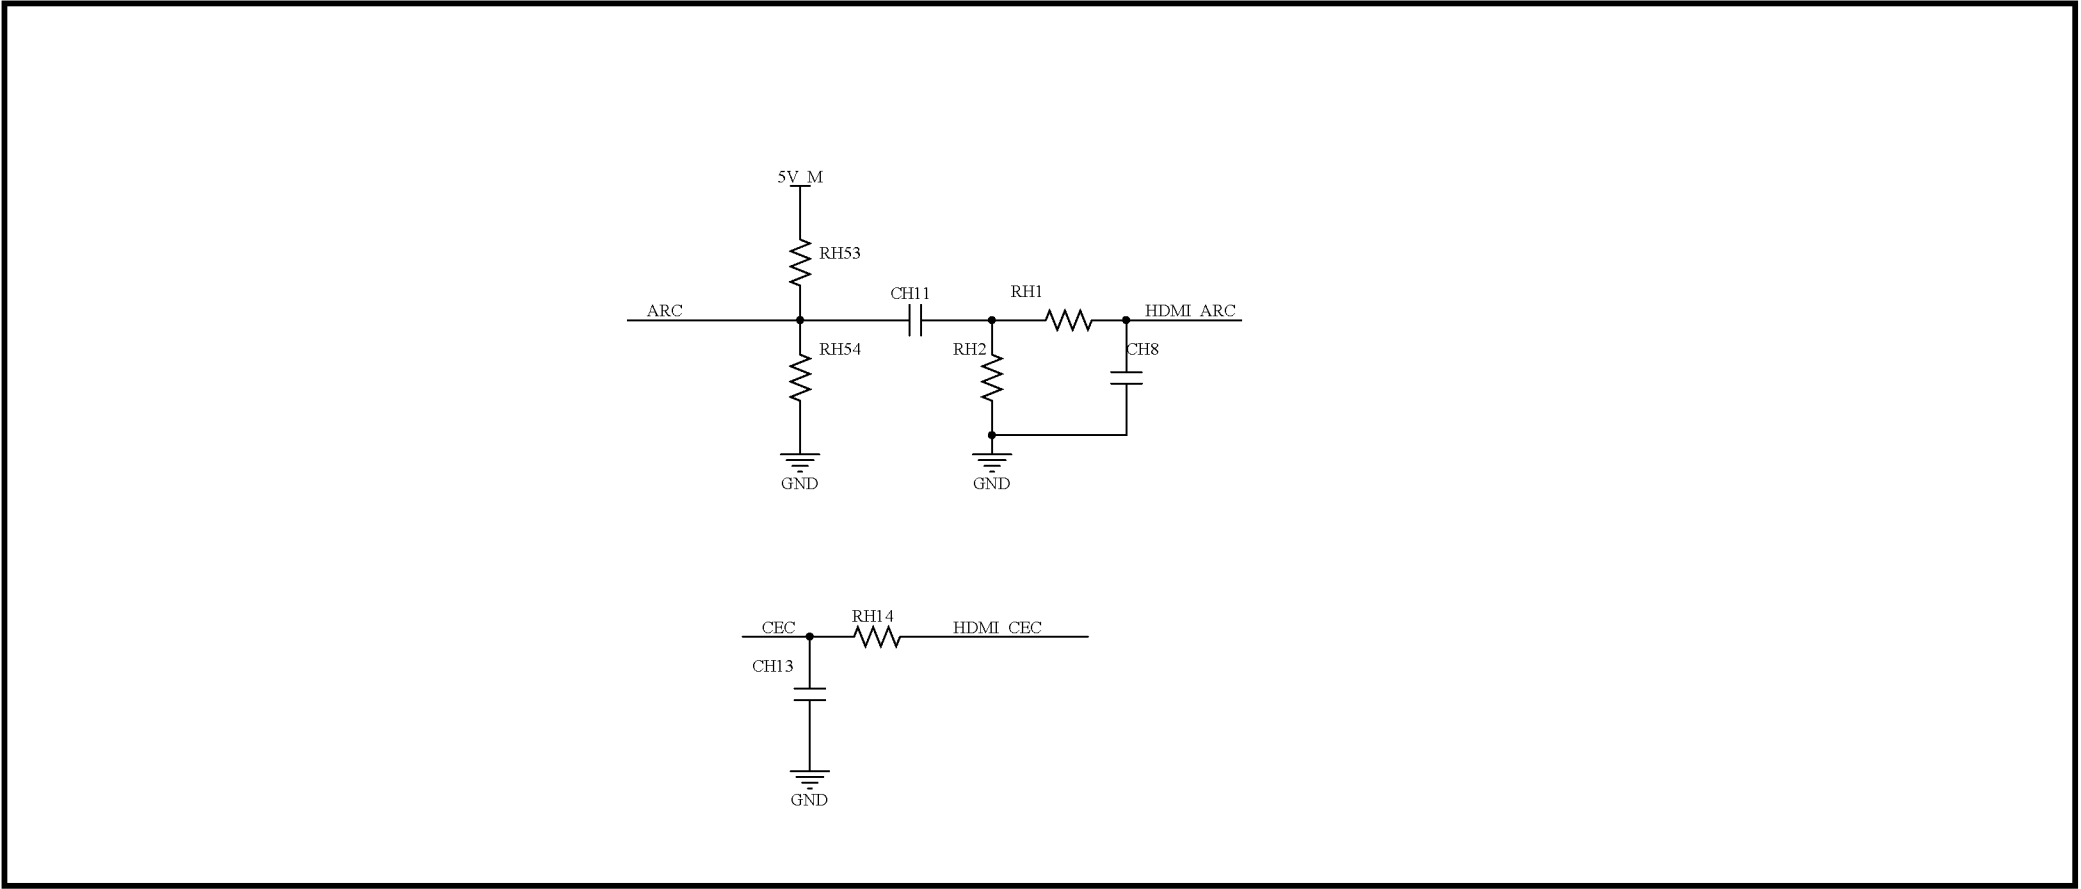 5V_M
RH53
ARC
CH11
RH1
HDMI_ARC
RH54
RH2
CH8
GND
GND
CEC
RH14
HDMI_CEC
CH13
GND